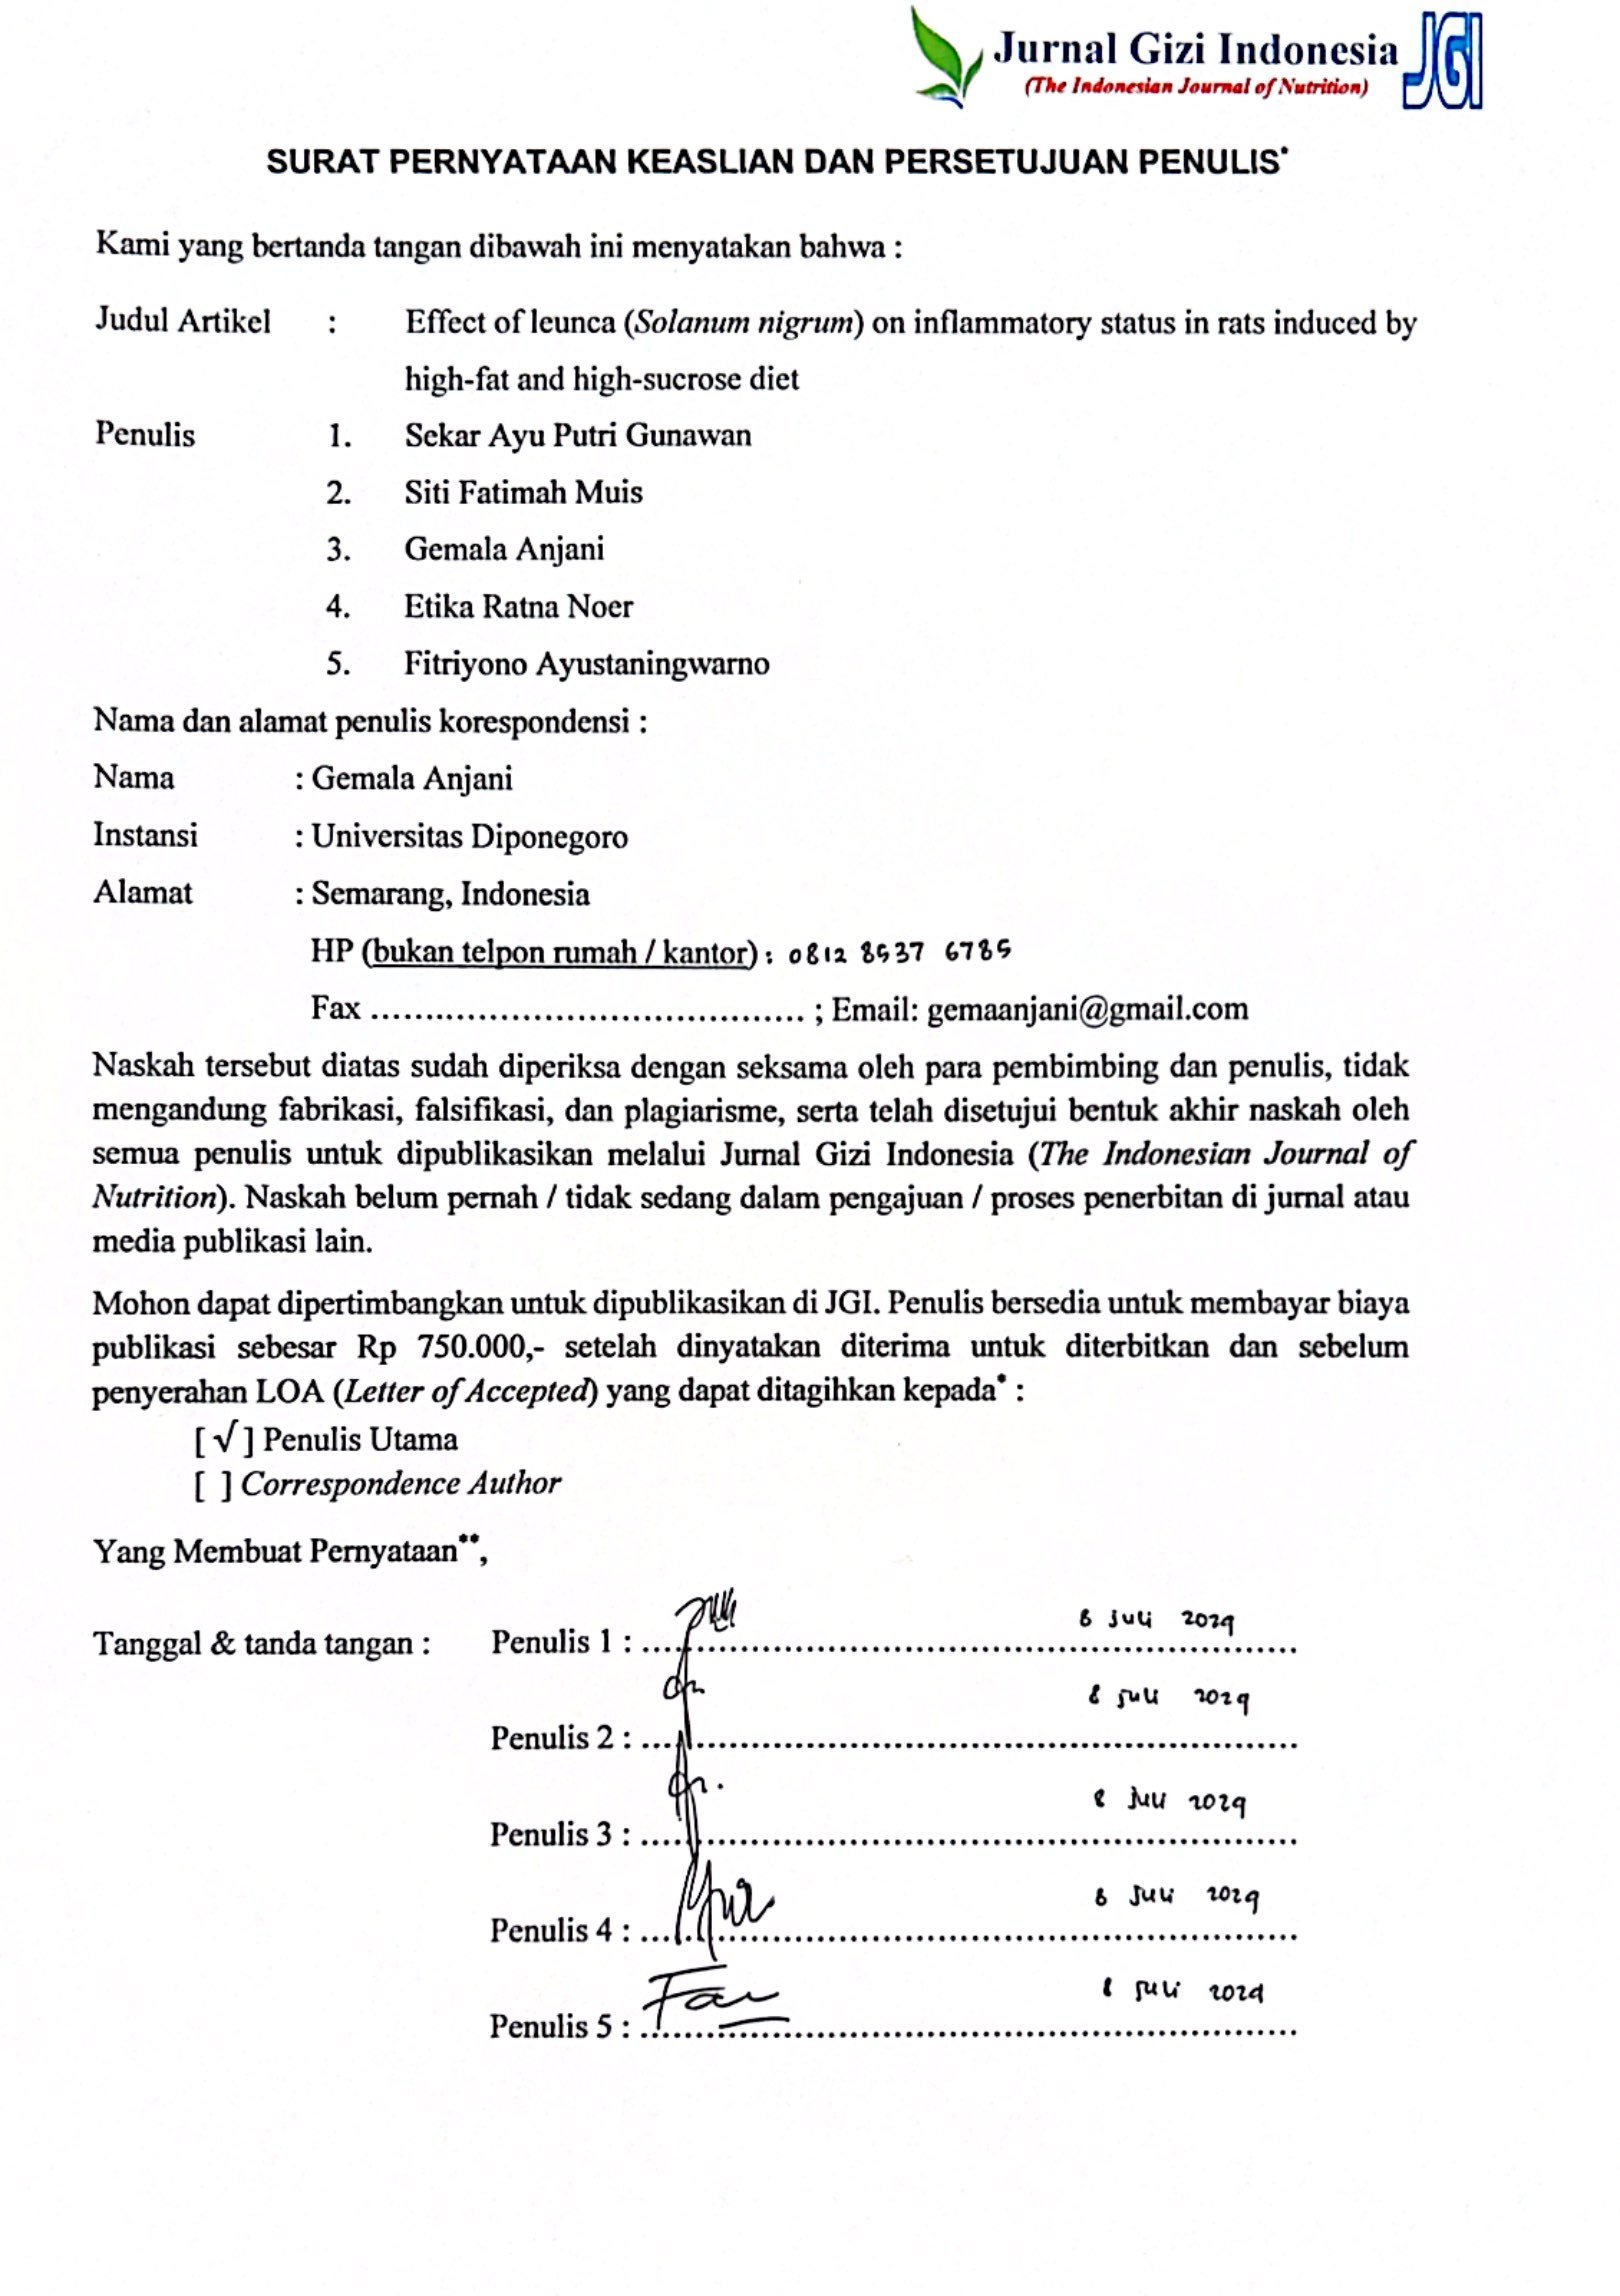 Jurnal Gizi Indonesia JGI
(The Indonesian Journal of Nutrition)
SURAT PERNYATAAN KEASLIAN DAN PERSETUJUAN PENULIS*
Kami yang bertanda tangan dibawah ini menyatakan bahwa :
Judul Artikel : Effect of leunca (Solanum nigrum) on inflammatory status in rats induced by
high-fat and high-sucrose diet
Penulis 1. Sekar Ayu Putri Gunawan
2. Siti Fatimah Muis
3. Gemala Anjani
4. Etika Ratna Noer
5. Fitriyono Ayustaningwarno
Nama dan alamat penulis korespondensi :
Nama : Gemala Anjani
Instansi : Universitas Diponegoro
Alamat : Semarang, Indonesia
HP (bukan telpon rumah / kantor) : 0812 8537 6785
Fax ........................................ ; Email: gemaanjani@gmail.com
Naskah tersebut diatas sudah diperiksa dengan seksama oleh para pembimbing dan penulis, tidak
mengandung fabrikasi, falsifikasi, dan plagiarisme, serta telah disetujui bentuk akhir naskah oleh
semua penulis untuk dipublikasikan melalui Jurnal Gizi Indonesia (The Indonesian Journal of
Nutrition). Naskah belum pernah / tidak sedang dalam pengajuan / proses penerbitan di jurnal atau
media publikasi lain.
Mohon dapat dipertimbangkan untuk dipublikasikan di JGI. Penulis bersedia untuk membayar biaya
publikasi sebesar Rp 750.000,- setelah dinyatakan diterima untuk diterbitkan dan sebelum
penyerahan LOA (Letter of Accepted) yang dapat ditagihkan kepada* :
[ √ ] Penulis Utama
[ ] Correspondence Author
Yang Membuat Pernyataan**,
Tanggal & tanda tangan : Penulis 1 : ........ 8 Juli 2024
Penulis 2 : ........ 8 Juli 2024
Penulis 3 : ........ 8 Juli 2024
Penulis 4 : ........ 8 Juli 2024
Penulis 5 : ........ 8 Juli 2024